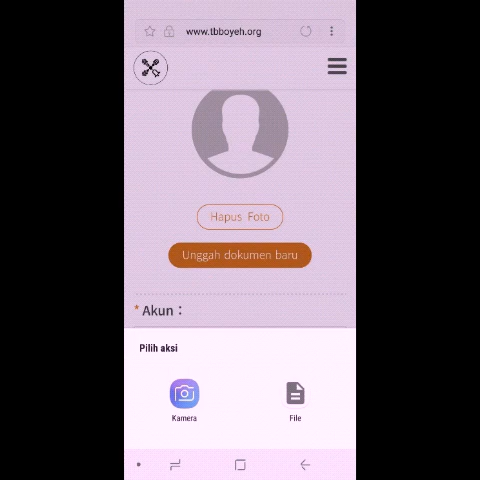 www.tbboyeh.org
Hapus Foto
Unggah dokumen baru
* Akun：
Pilih aksi
Kamera
File